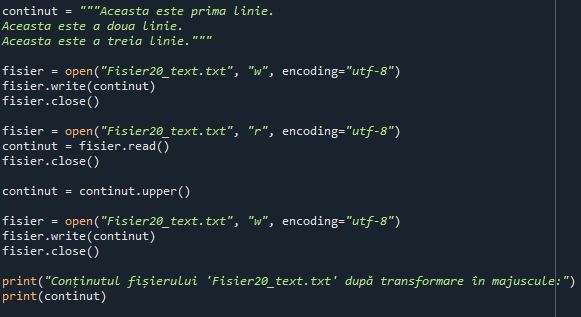 continut = """Aceasta este prima linie.
Aceasta este a doua linie.
Aceasta este a treia linie."""
fisier = open("Fisier20_text.txt", "w", encoding="utf-8")
fisier.write(continut)
fisier.close()
fisier = open("Fisier20_text.txt", "r", encoding="utf-8")
continut = fisier.read()
fisier.close()
continut = continut.upper()
fisier = open("Fisier20_text.txt", "w", encoding="utf-8")
fisier.write(continut)
fisier.close()
print("Conținutul fișierului 'Fisier20_text.txt' după transformare în majuscule:")
print(continut)